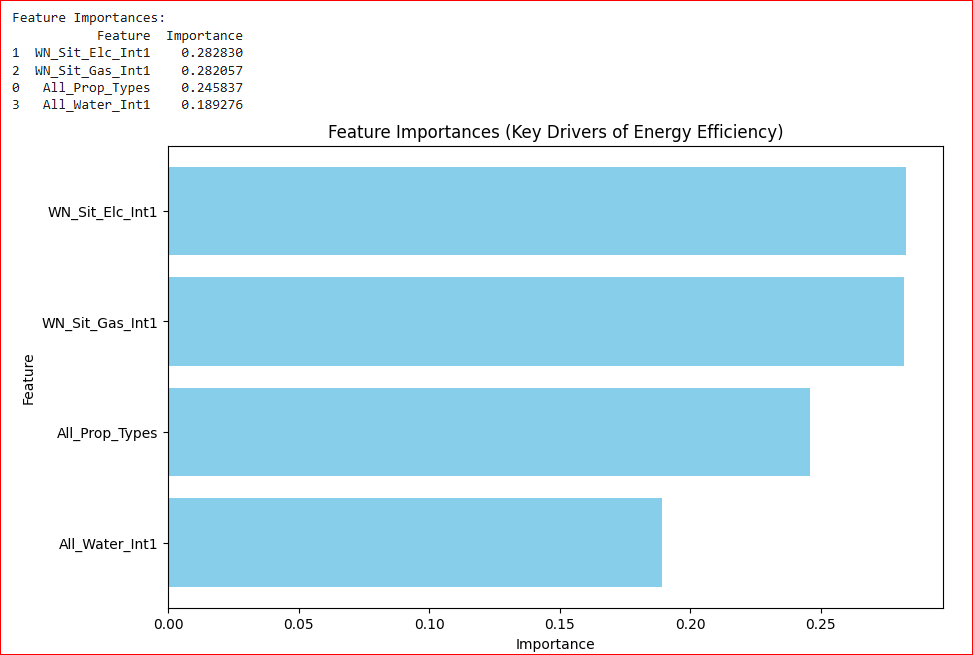 Feature Importances:
Feature Importance
1 WN_Sit_Elc_Int1 0.282830
2 WN_Sit_Gas_Int1 0.282057
0 All_Prop_Types 0.245837
3 All_Water_Int1 0.189276
Feature Importances (Key Drivers of Energy Efficiency)
WN_Sit_Elc_Int1
WN_Sit_Gas_Int1
Feature
All_Prop_Types
All_Water_Int1
0.00 0.05 0.10 0.15 0.20 0.25
Importance